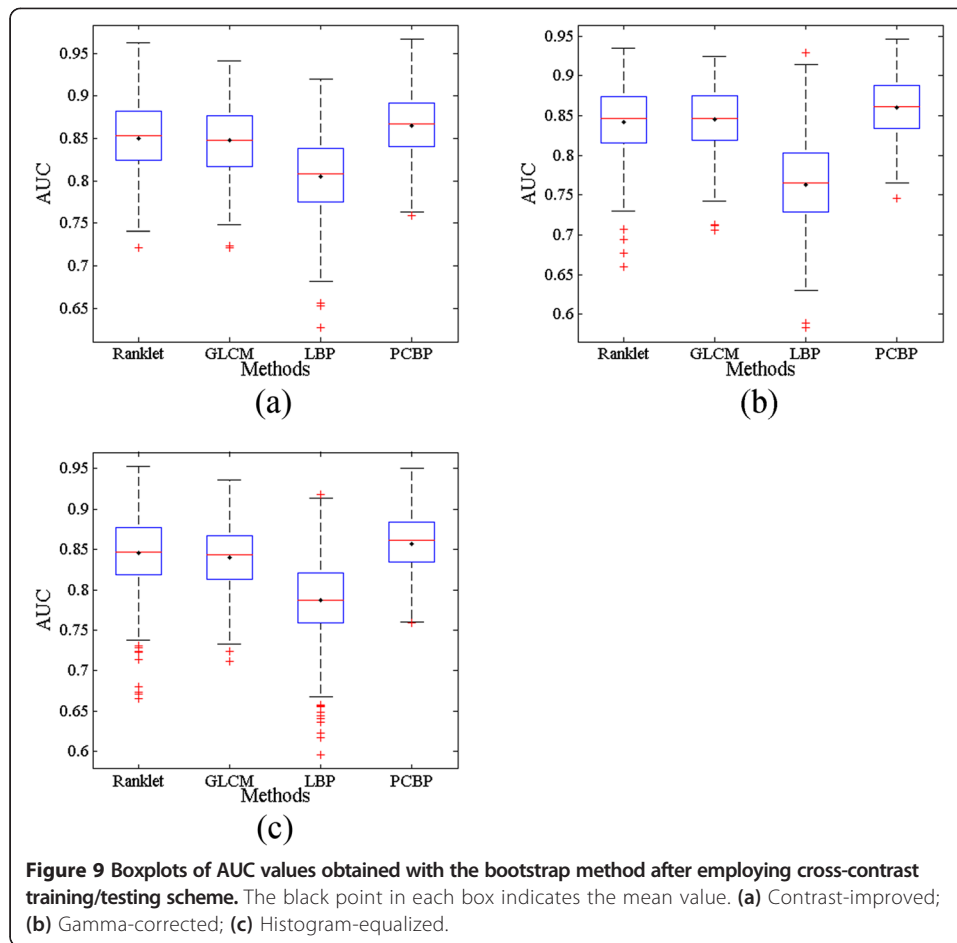 0.95
0.9
0.85
0.8
0.75
0.7
0.65
AUC
Ranklet GLCM LBP PCBP
Methods
(a)
0.95
0.9
0.85
0.8
0.75
0.7
0.65
0.6
AUC
Ranklet GLCM LBP PCBP
Methods
(b)
0.95
0.9
0.85
0.8
0.75
0.7
0.65
0.6
AUC
Ranklet GLCM LBP PCBP
Methods
(c)
Figure 9 Boxplots of AUC values obtained with the bootstrap method after employing cross-contrast
training/testing scheme. The black point in each box indicates the mean value. (a) Contrast-improved;
(b) Gamma-corrected; (c) Histogram-equalized.